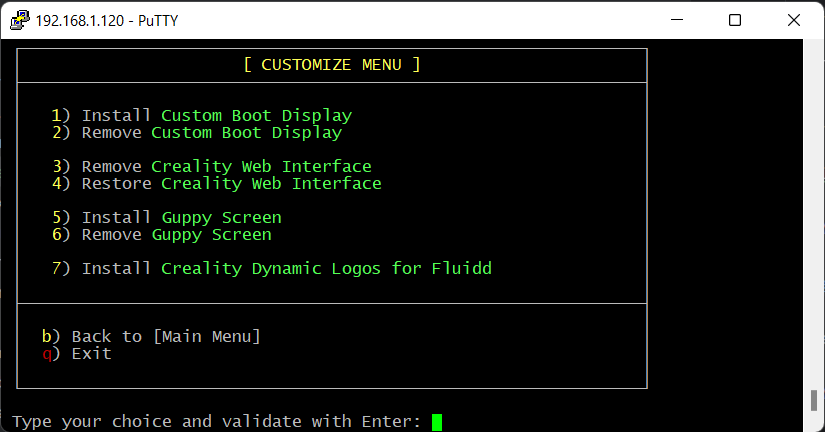 192.168.1.120 - PuTTY
[ CUSTOMIZE MENU ]
1) Install Custom Boot Display
2) Remove Custom Boot Display
3) Remove Creality Web Interface
4) Restore Creality Web Interface
5) Install Guppy Screen
6) Remove Guppy Screen
7) Install Creality Dynamic Logos for Fluidd
b) Back to [Main Menu]
q) Exit
Type your choice and validate with Enter: